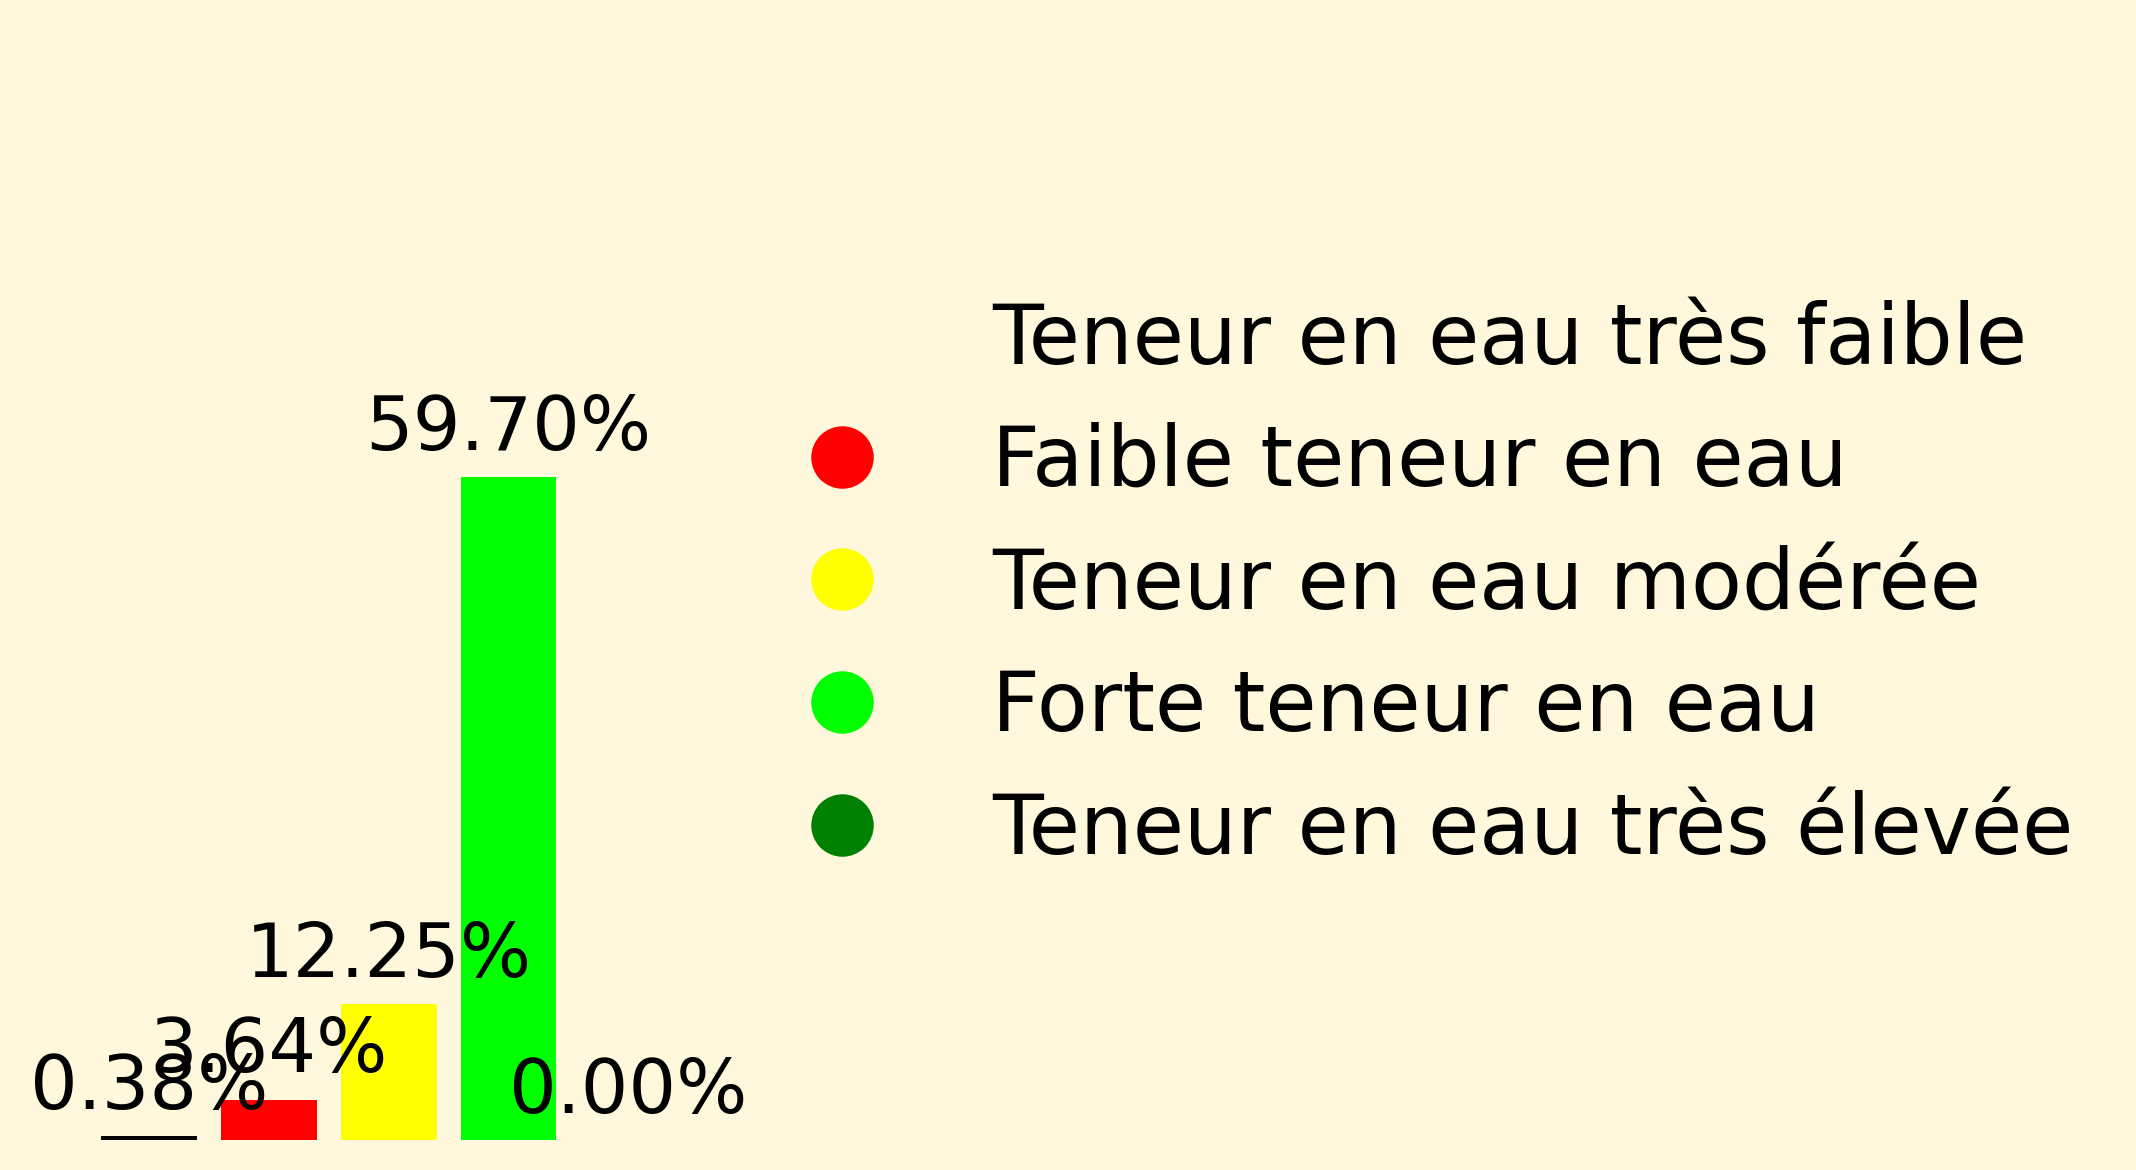 Teneur en eau très faible
59.70%
Faible teneur en eau
Teneur en eau modérée
Forte teneur en eau
Teneur en eau très élevée
12.25%
3.64%
0.38%
0.00%